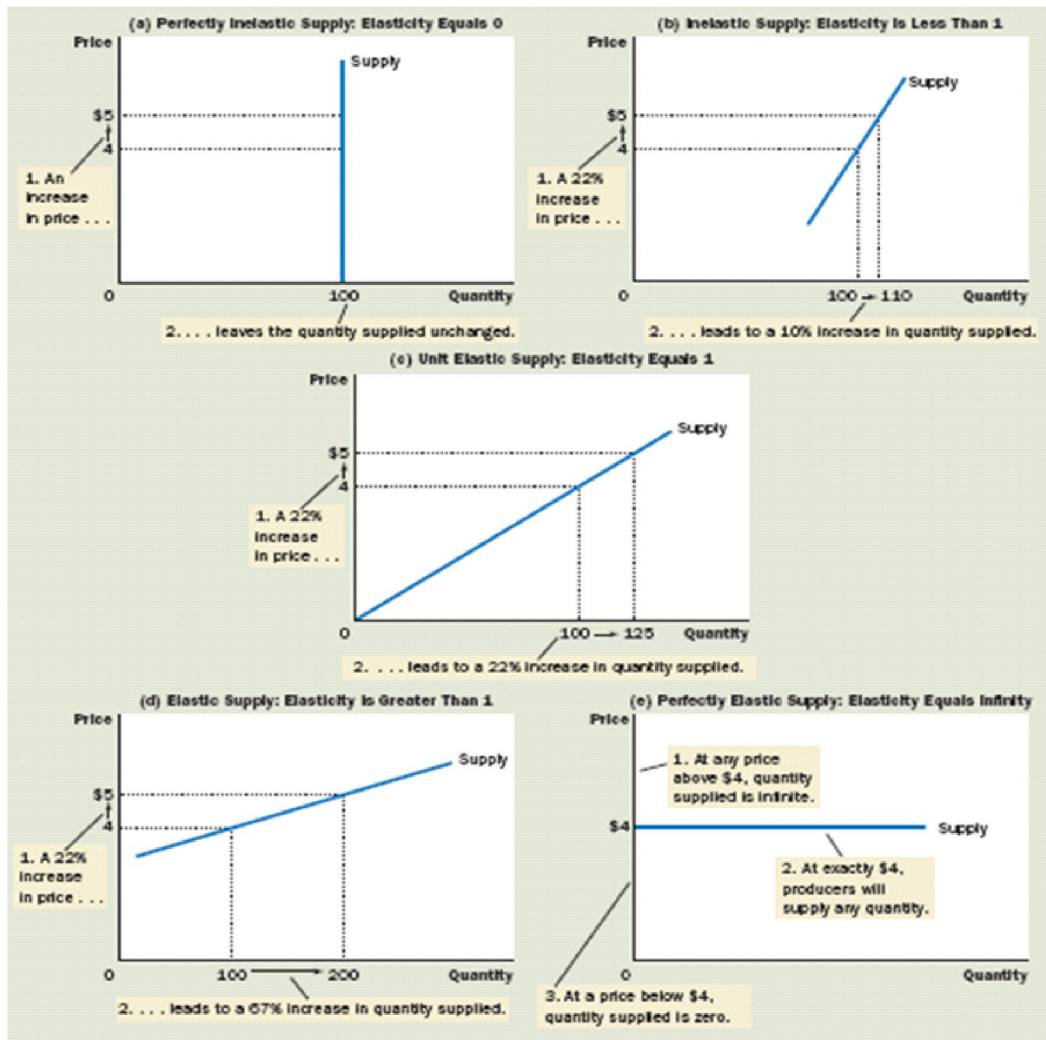 (a) Perfectly Inelastic Supply: Elasticity Equals 0
Price
Supply
$5
4
1. An
increase
in price . . .
0
100
Quantity
2. . . . leaves the quantity supplied unchanged.
(b) Inelastic Supply: Elasticity Is Less Than 1
Price
Supply
$5
4
1. A 22%
increase
in price . . .
0
100
110
Quantity
2. . . . leads to a 10% increase in quantity supplied.
(c) Unit Elastic Supply: Elasticity Equals 1
Price
Supply
$5
4
1. A 22%
increase
in price . . .
0
100
125
Quantity
2. . . . leads to a 22% increase in quantity supplied.
(d) Elastic Supply: Elasticity Is Greater Than 1
Price
Supply
$5
4
1. A 22%
increase
in price . . .
0
100
200
Quantity
2. . . . leads to a 67% increase in quantity supplied.
(e) Perfectly Elastic Supply: Elasticity Equals Infinity
Price
1. At any price
above $4, quantity
supplied is infinite.
$4
Supply
2. At exactly $4,
producers will
supply any quantity.
0
Quantity
3. At a price below $4,
quantity supplied is zero.